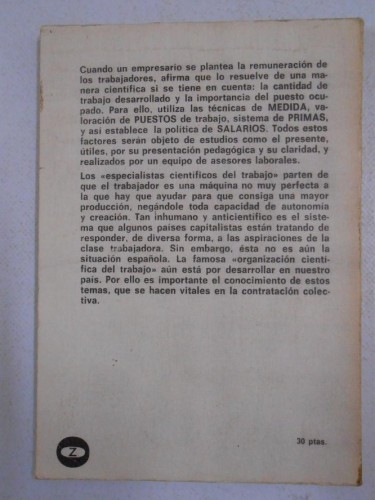 Cuando un empresario se plantea la remuneración de
los trabajadores, afirma que lo resuelve de una ma-
nera científica si se tiene en cuenta: la cantidad de
trabajo desarrollado y la importancia del puesto ocu-
pado. Para ello, utiliza las técnicas de MEDIDA, va-
loración de PUESTOS de trabajo, sistema de PRIMAS,
y así establece la política de SALARIOS. Todos estos
factores serán objeto de estudios como el presente,
útiles, por su presentación pedagógica y su claridad, y
realizados por un equipo de asesores laborales.
Los «especialistas científicos del trabajo» parten de
que el trabajador es una máquina no muy perfecta a
la que hay que ayudar para que consiga una mayor
producción, negándole toda capacidad de autonomía
y creación. Tan inhumano y anticientífico es el siste-
ma que algunos países capitalistas están tratando de
responder, de diversa forma, a las aspiraciones de la
clase trabajadora. Sin embargo, ésta no es aún la
situación española. La famosa «organización cientí-
fica del trabajo» aún está por desarrollar en nuestro
país. Por ello es importante el conocimiento de estos
temas, que se hacen vitales en la contratación colec-
tiva.
Z
30 ptas.